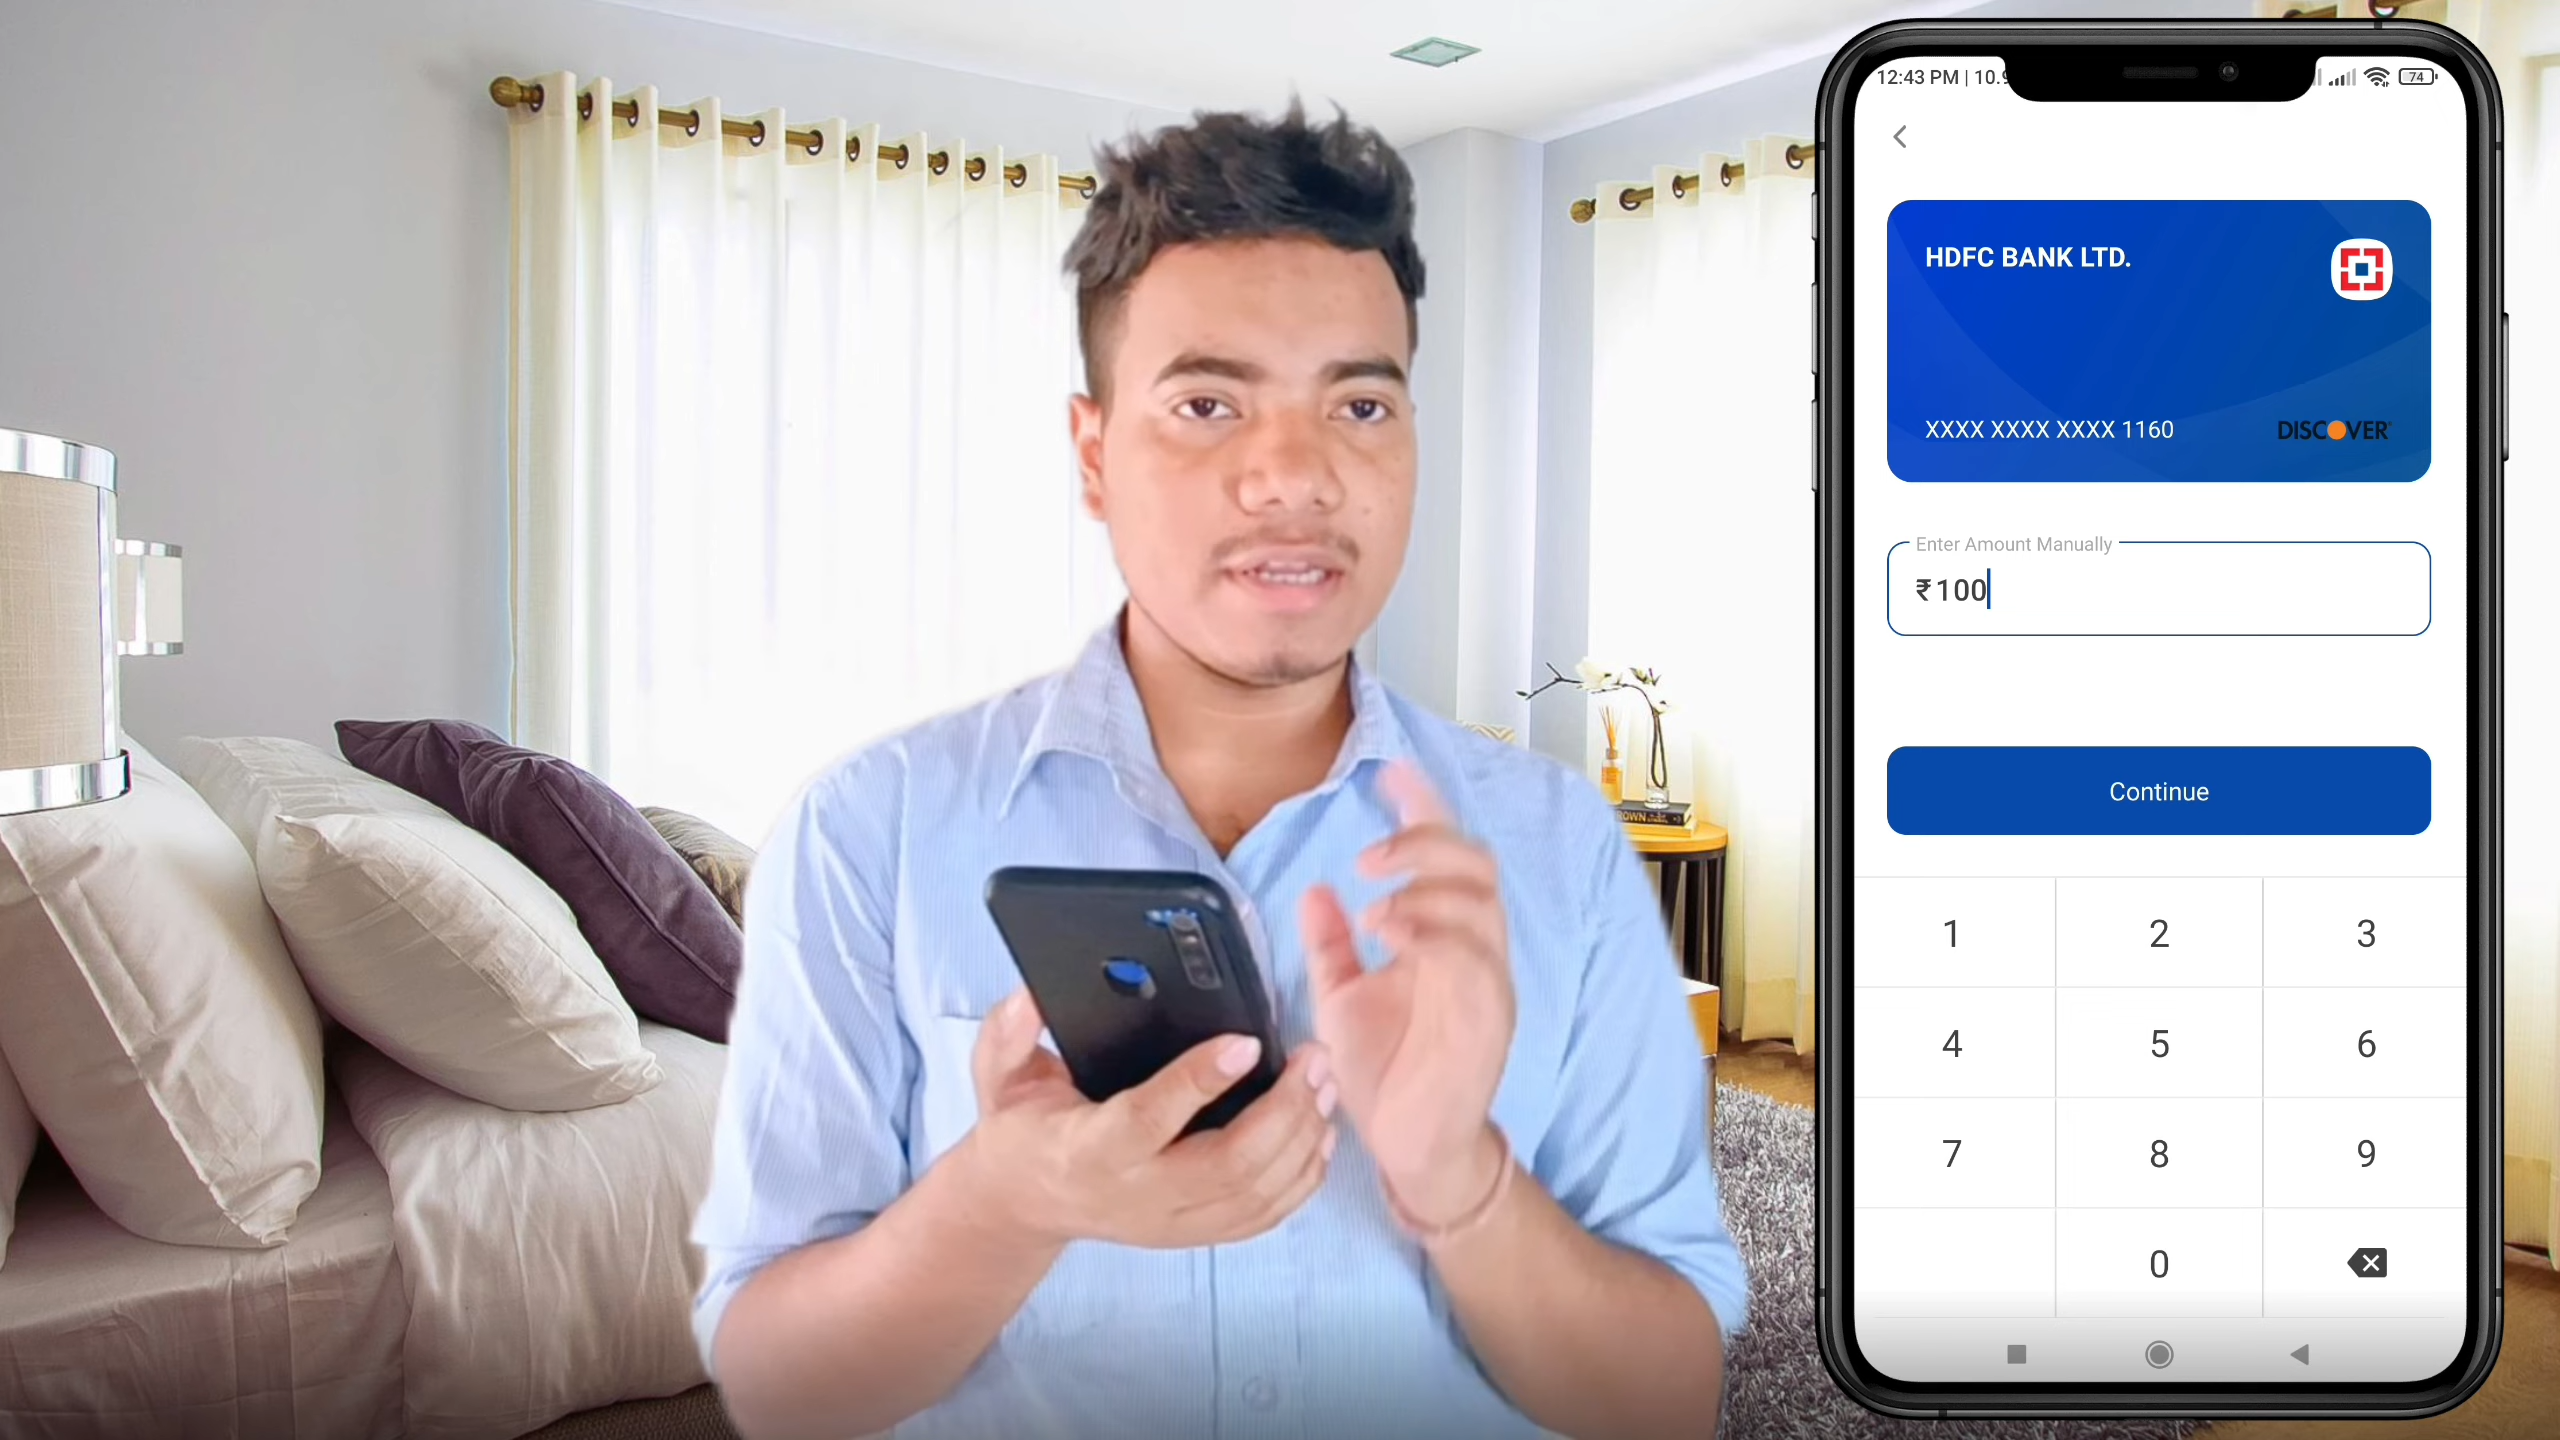 12:43 PM | 10.9
74
HDFC BANK LTD.
XXXX XXXX XXXX 1160
DISCOVER
Enter Amount Manually
₹100
Continue
1 2 3
4 5 6
7 8 9
0